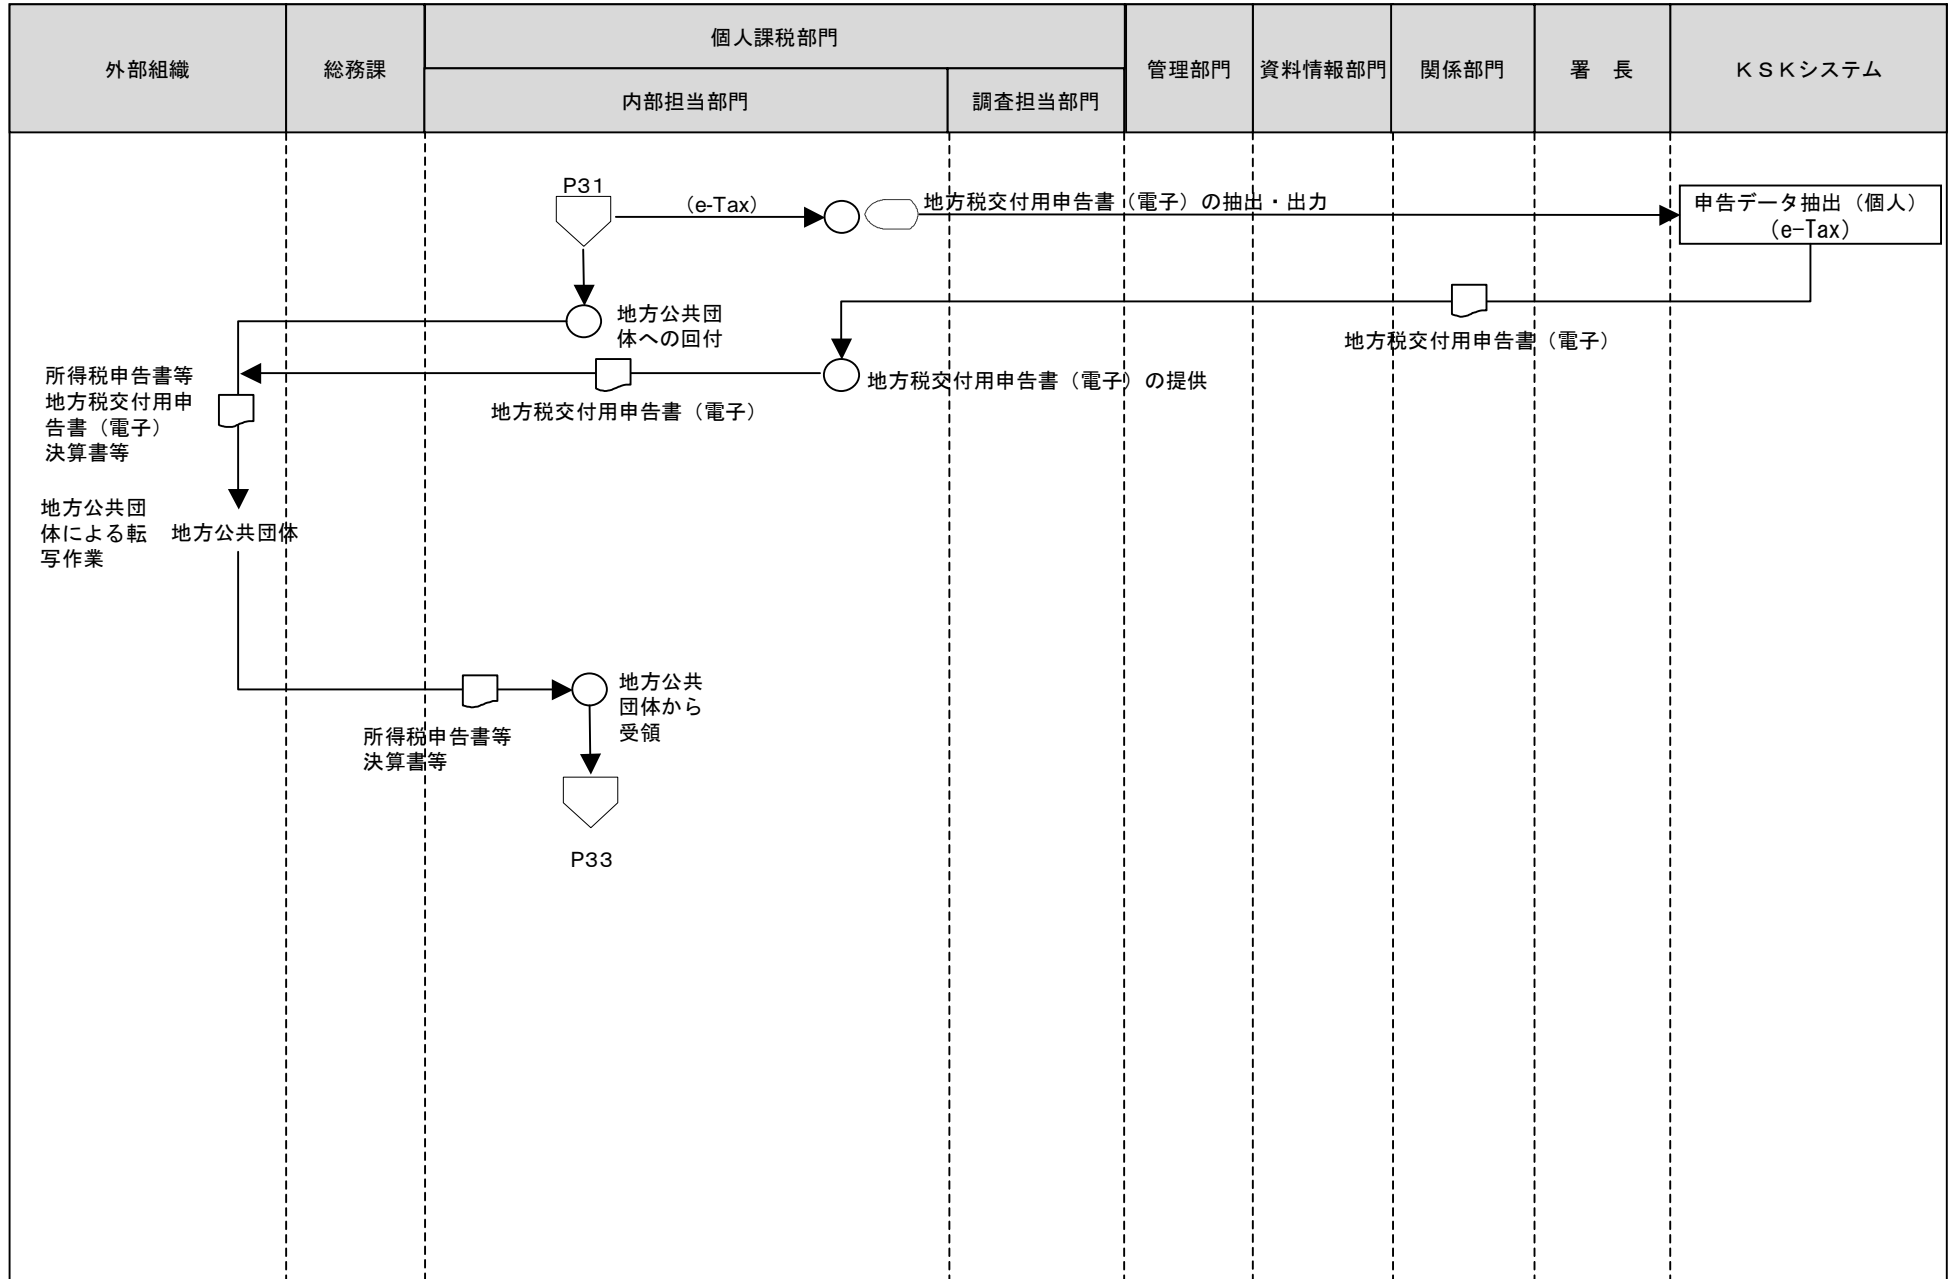 外部組織
総務課
個人課税部門
内部担当部門
調査担当部門
管理部門
資料情報部門
関係部門
署　長
ＫＳＫシステム
P31
（e-Tax）
地方税交付用申告書（電子）の抽出・出力
申告データ抽出（個人）
（e-Tax）
地方公共団
体への回付
地方税交付用申告書（電子）
地方税交付用申告書（電子）の提供
地方税交付用申告書（電子）
所得税申告書等
地方税交付用申
告書（電子）
決算書等
地方公共団
体による転
写作業
地方公共団体
地方公共
団体から
受領
所得税申告書等
決算書等
P33